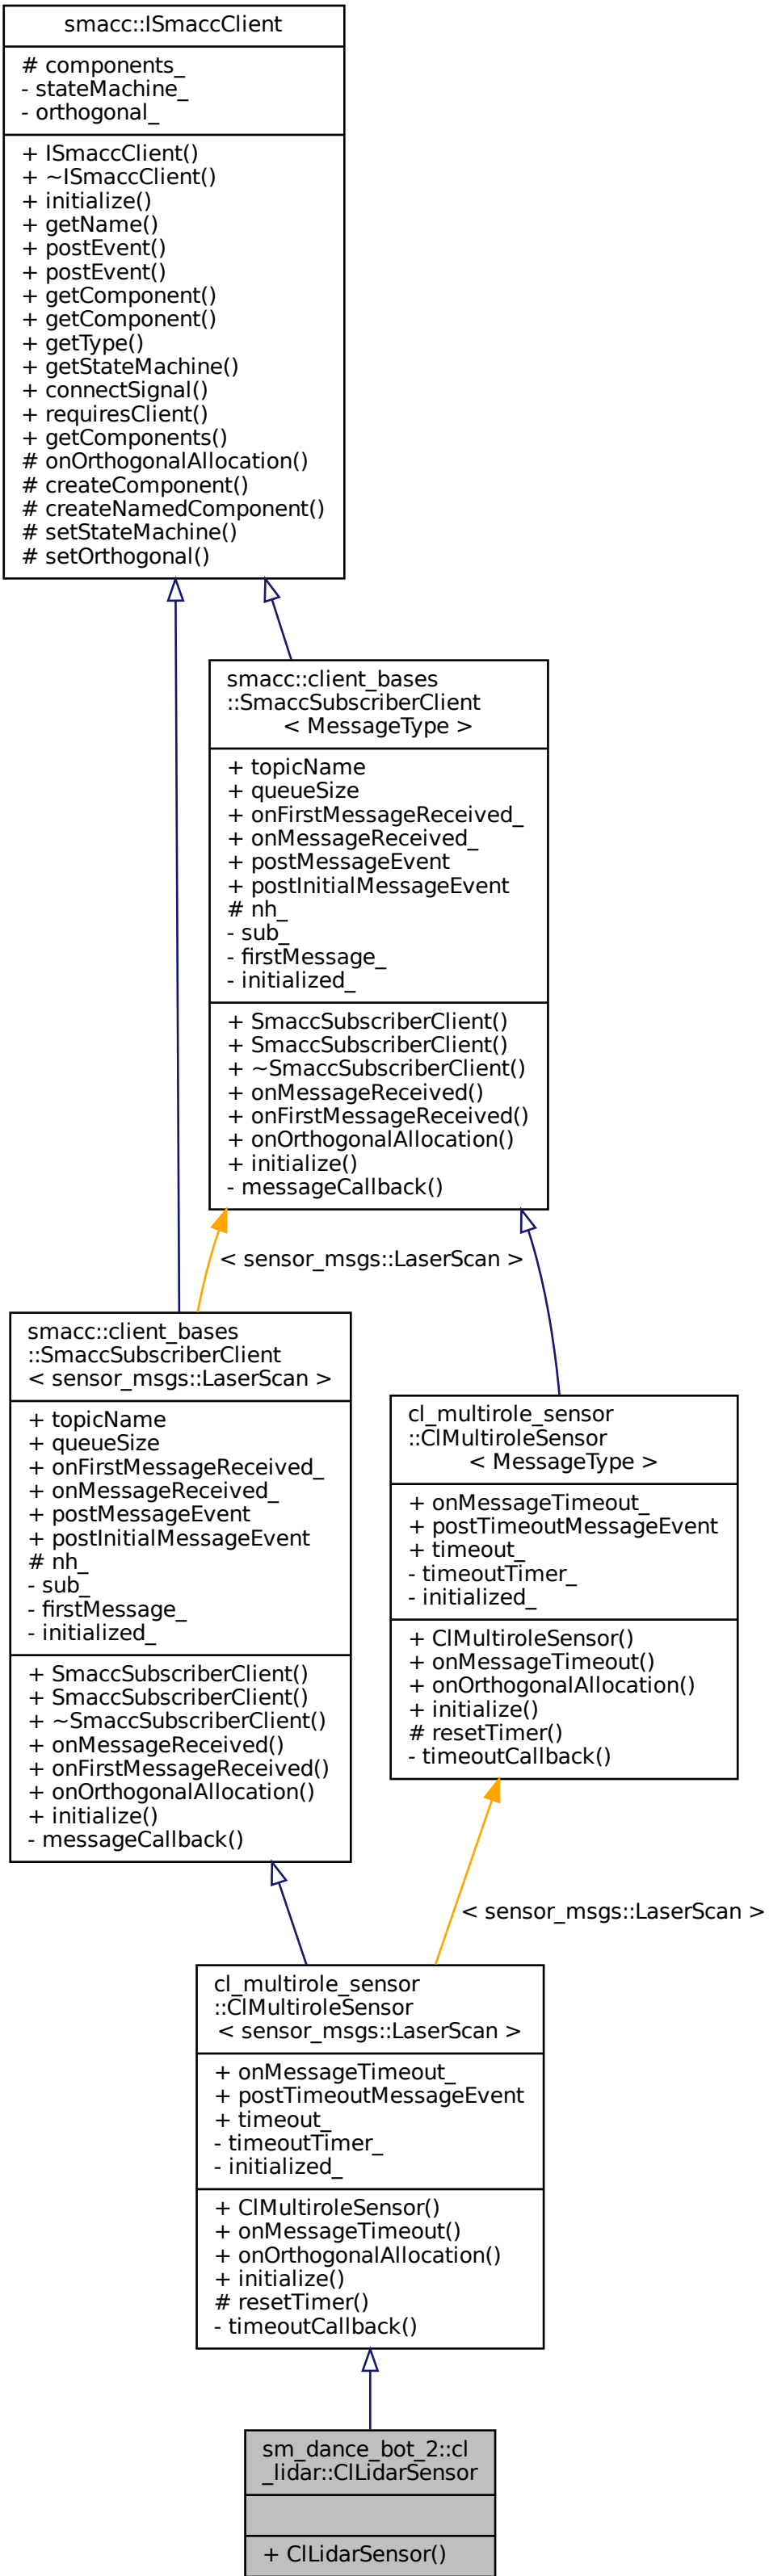 smacc::ISmaccClient
# components_
- stateMachine_
- orthogonal_
+ ISmaccClient()
+ ~ISmaccClient()
+ initialize()
+ getName()
+ postEvent()
+ postEvent()
+ getComponent()
+ getComponent()
+ getType()
+ getStateMachine()
+ connectSignal()
+ requiresClient()
+ getComponents()
# onOrthogonalAllocation()
# createComponent()
# createNamedComponent()
# setStateMachine()
# setOrthogonal()
smacc::client_bases
::SmaccSubscriberClient
< MessageType >
+ topicName
+ queueSize
+ onFirstMessageReceived_
+ onMessageReceived_
+ postMessageEvent
+ postInitialMessageEvent
# nh_
- sub_
- firstMessage_
- initialized_
+ SmaccSubscriberClient()
+ SmaccSubscriberClient()
+ ~SmaccSubscriberClient()
+ onMessageReceived()
+ onFirstMessageReceived()
+ onOrthogonalAllocation()
+ initialize()
- messageCallback()
< sensor_msgs::LaserScan >
smacc::client_bases
::SmaccSubscriberClient
< sensor_msgs::LaserScan >
+ topicName
+ queueSize
+ onFirstMessageReceived_
+ onMessageReceived_
+ postMessageEvent
+ postInitialMessageEvent
# nh_
- sub_
- firstMessage_
- initialized_
+ SmaccSubscriberClient()
+ SmaccSubscriberClient()
+ ~SmaccSubscriberClient()
+ onMessageReceived()
+ onFirstMessageReceived()
+ onOrthogonalAllocation()
+ initialize()
- messageCallback()
cl_multirole_sensor
::ClMultiroleSensor
< MessageType >
+ onMessageTimeout_
+ postTimeoutMessageEvent
+ timeout_
- timeoutTimer_
- initialized_
+ ClMultiroleSensor()
+ onMessageTimeout()
+ onOrthogonalAllocation()
+ initialize()
# resetTimer()
- timeoutCallback()
< sensor_msgs::LaserScan >
cl_multirole_sensor
::ClMultiroleSensor
< sensor_msgs::LaserScan >
+ onMessageTimeout_
+ postTimeoutMessageEvent
+ timeout_
- timeoutTimer_
- initialized_
+ ClMultiroleSensor()
+ onMessageTimeout()
+ onOrthogonalAllocation()
+ initialize()
# resetTimer()
- timeoutCallback()
sm_dance_bot_2::cl
_lidar::ClLidarSensor
+ ClLidarSensor()